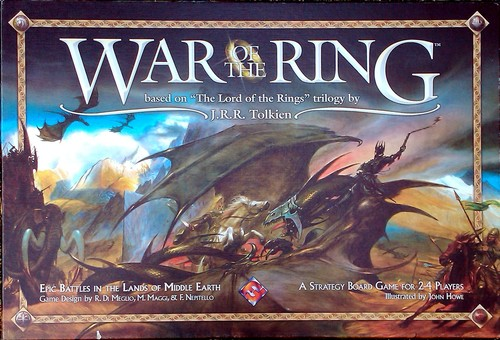 WAR OF THE RING™
based on "The Lord of the Rings" trilogy by
J.R.R. Tolkien
Epic Battles in the Lands of Middle Earth
Game Design by R. Di Meglio, M. Maggi, & F. Nepitello
A Strategy Board Game for 2-4 Players
Illustrated by John Howe